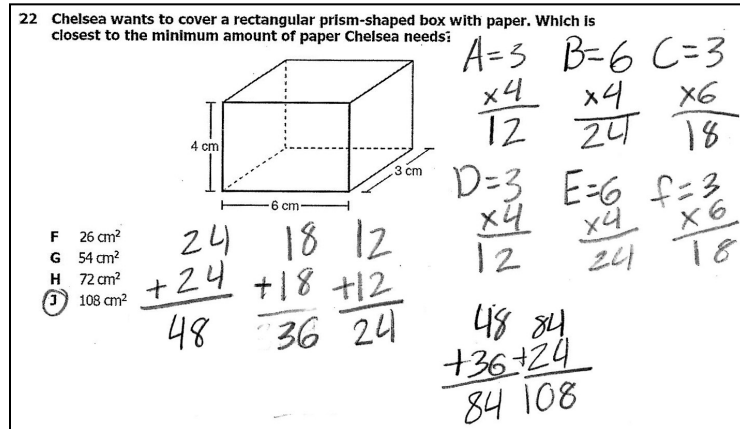 22 Chelsea wants to cover a rectangular prism-shaped box with paper. Which is
closest to the minimum amount of paper Chelsea needs?
A=3 B=6 C=3
x4 x4 x6
12 24 18
4 cm
3 cm
6 cm
D=3 E=6 f=3
x4 x4 x6
12 24 18
F 26 cm²
G 54 cm²
H 72 cm²
J 108 cm²
24 18 12
+24 +18 +12
48 36 24
48 84
+36 +24
84 108